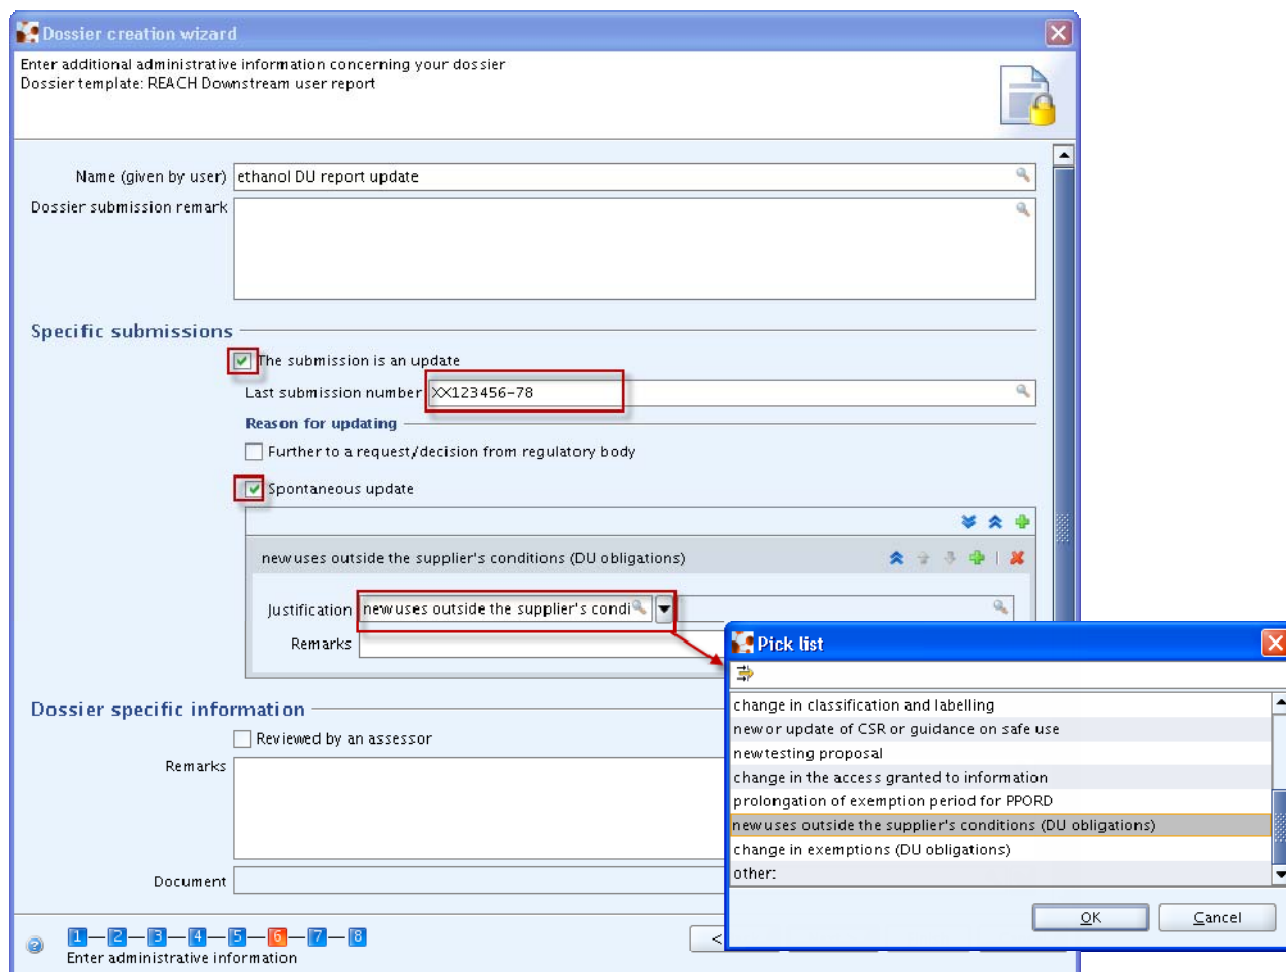 Dossier creation wizard
Enter additional administrative information concerning your dossier
Dossier template: REACH Downstream user report
Name (given by user) ethanol DU report update
Dossier submission remark
Specific submissions
The submission is an update
Last submission number XX123456-78
Reason for updating
Further to a request/decision from regulatory body
Spontaneous update
new uses outside the supplier's conditions (DU obligations)
Justification new uses outside the supplier's condi
Remarks
Pick list
change in classification and labelling
new or update of CSR or guidance on safe use
new testing proposal
change in the access granted to information
prolongation of exemption period for PPORD
new uses outside the supplier's conditions (DU obligations)
change in exemptions (DU obligations)
other:
OK Cancel
Dossier specific information
Reviewed by an assessor
Remarks
Document
1 2 3 4 5 6 7 8
<
Enter administrative information